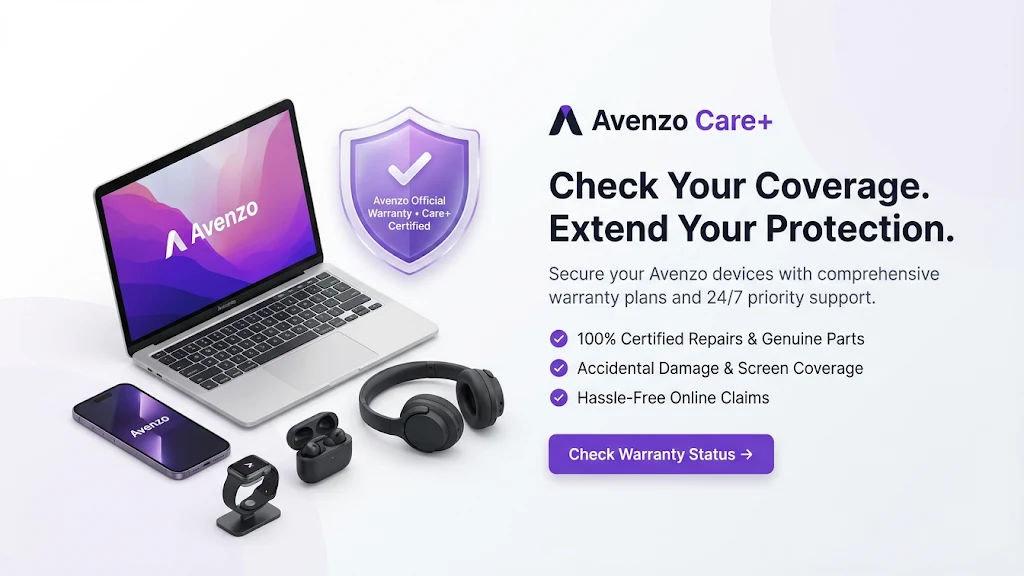 Avenzo
Avenzo Official
Warranty • Care+
Certified
Avenzo
Avenzo Care+
Check Your Coverage.
Extend Your Protection.
Secure your Avenzo devices with comprehensive
warranty plans and 24/7 priority support.
100% Certified Repairs & Genuine Parts
Accidental Damage & Screen Coverage
Hassle-Free Online Claims
Check Warranty Status →